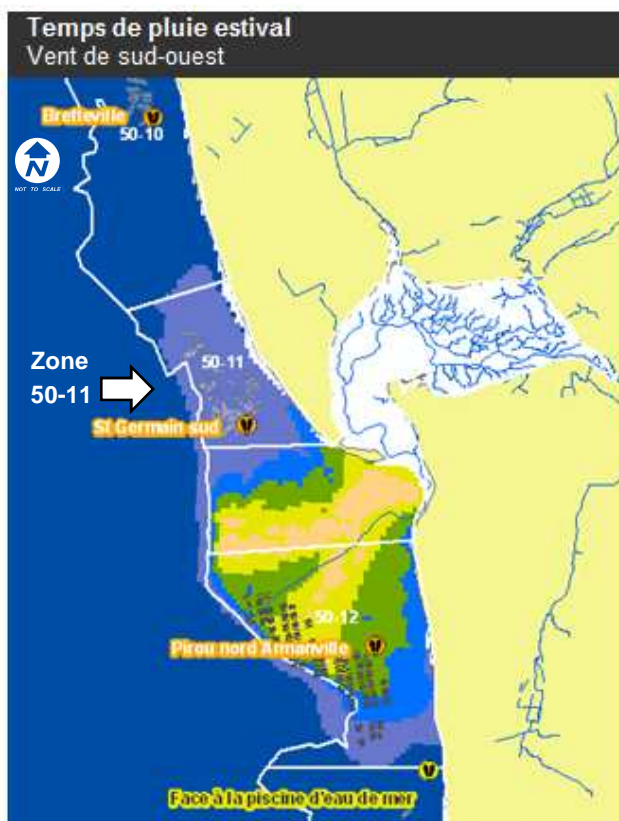 Temps de pluie estival
Vent de sud-ouest
Bretteville
50-10
N
NOT TO SCALE
50-11
Zone
50-11
St Germain sud
50-12
Pirou nord Armanville
Face à la piscine d'eau de mer